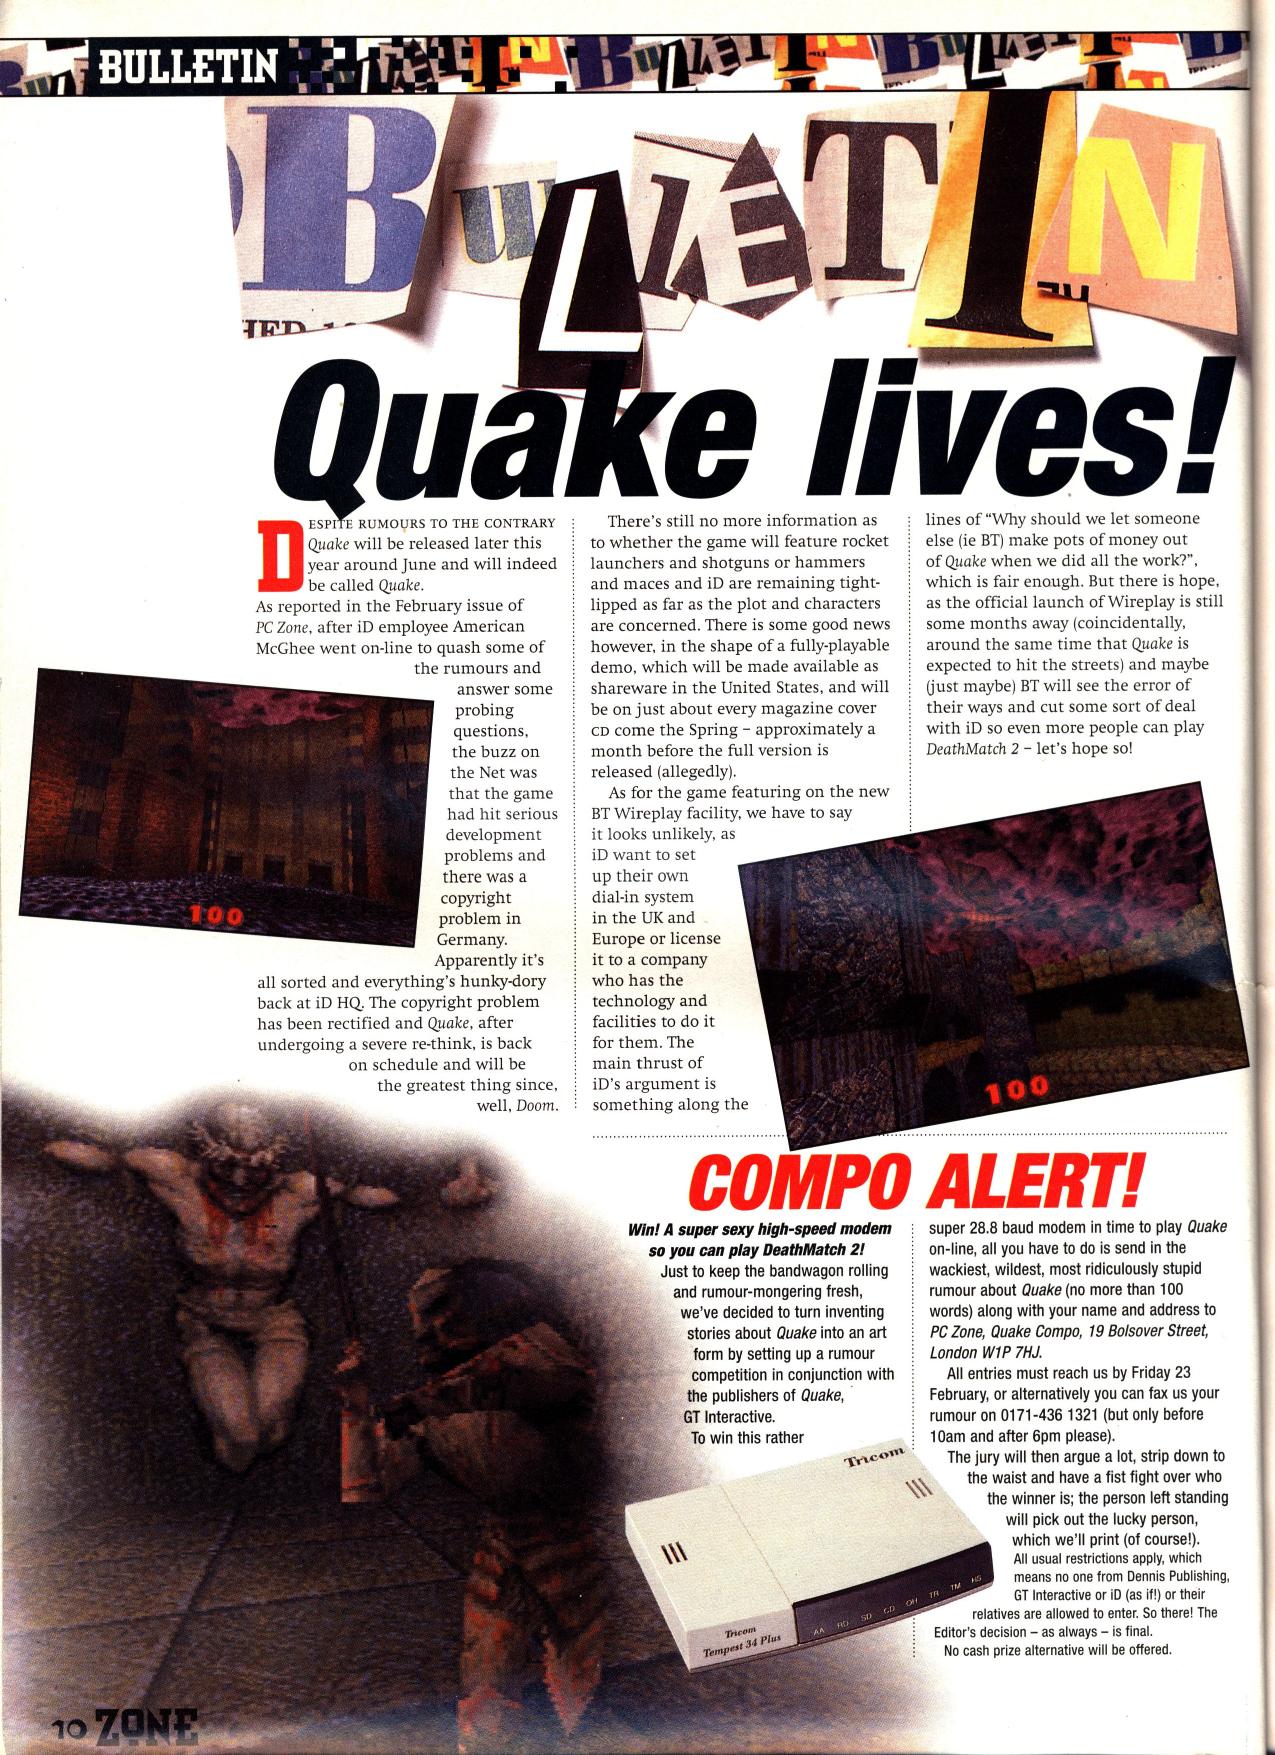 BULLETIN
BuLlETIN
Quake lives!
DESPITE RUMOURS TO THE CONTRARY
Quake will be released later this
year around June and will indeed
be called Quake.
As reported in the February issue of
PC Zone, after iD employee American
McGhee went on-line to quash some of
the rumours and
answer some
probing
questions,
the buzz on
the Net was
that the game
had hit serious
development
problems and
there was a
copyright
problem in
Germany.
Apparently it's
all sorted and everything's hunky-dory
back at iD HQ. The copyright problem
has been rectified and Quake, after
undergoing a severe re-think, is back
on schedule and will be
the greatest thing since,
well, Doom.
There's still no more information as
to whether the game will feature rocket
launchers and shotguns or hammers
and maces and iD are remaining tight-
lipped as far as the plot and characters
are concerned. There is some good news
however, in the shape of a fully-playable
demo, which will be made available as
shareware in the United States, and will
be on just about every magazine cover
CD come the Spring – approximately a
month before the full version is
released (allegedly).
As for the game featuring on the new
BT Wireplay facility, we have to say
it looks unlikely, as
iD want to set
up their own
dial-in system
in the UK and
Europe or license
it to a company
who has the
technology and
facilities to do it
for them. The
main thrust of
iD's argument is
something along the
lines of "Why should we let someone
else (ie BT) make pots of money out
of Quake when we did all the work?",
which is fair enough. But there is hope,
as the official launch of Wireplay is still
some months away (coincidentally,
around the same time that Quake is
expected to hit the streets) and maybe
(just maybe) BT will see the error of
their ways and cut some sort of deal
with iD so even more people can play
DeathMatch 2 – let's hope so!
100
100
COMPO ALERT!
Win! A super sexy high-speed modem
so you can play DeathMatch 2!
Just to keep the bandwagon rolling
and rumour-mongering fresh,
we've decided to turn inventing
stories about Quake into an art
form by setting up a rumour
competition in conjunction with
the publishers of Quake,
GT Interactive.
To win this rather
super 28.8 baud modem in time to play Quake
on-line, all you have to do is send in the
wackiest, wildest, most ridiculously stupid
rumour about Quake (no more than 100
words) along with your name and address to
PC Zone, Quake Compo, 19 Bolsover Street,
London W1P 7HJ.
All entries must reach us by Friday 23
February, or alternatively you can fax us your
rumour on 0171-436 1321 (but only before
10am and after 6pm please).
The jury will then argue a lot, strip down to
the waist and have a fist fight over who
the winner is; the person left standing
will pick out the lucky person,
which we'll print (of course!).
All usual restrictions apply, which
means no one from Dennis Publishing,
GT Interactive or iD (as if!) or their
relatives are allowed to enter. So there! The
Editor's decision – as always – is final.
No cash prize alternative will be offered.
Tricom
Tricom
Tempest 34 Plus
AA RD SD CD OH TR TM HS
10 ZONE